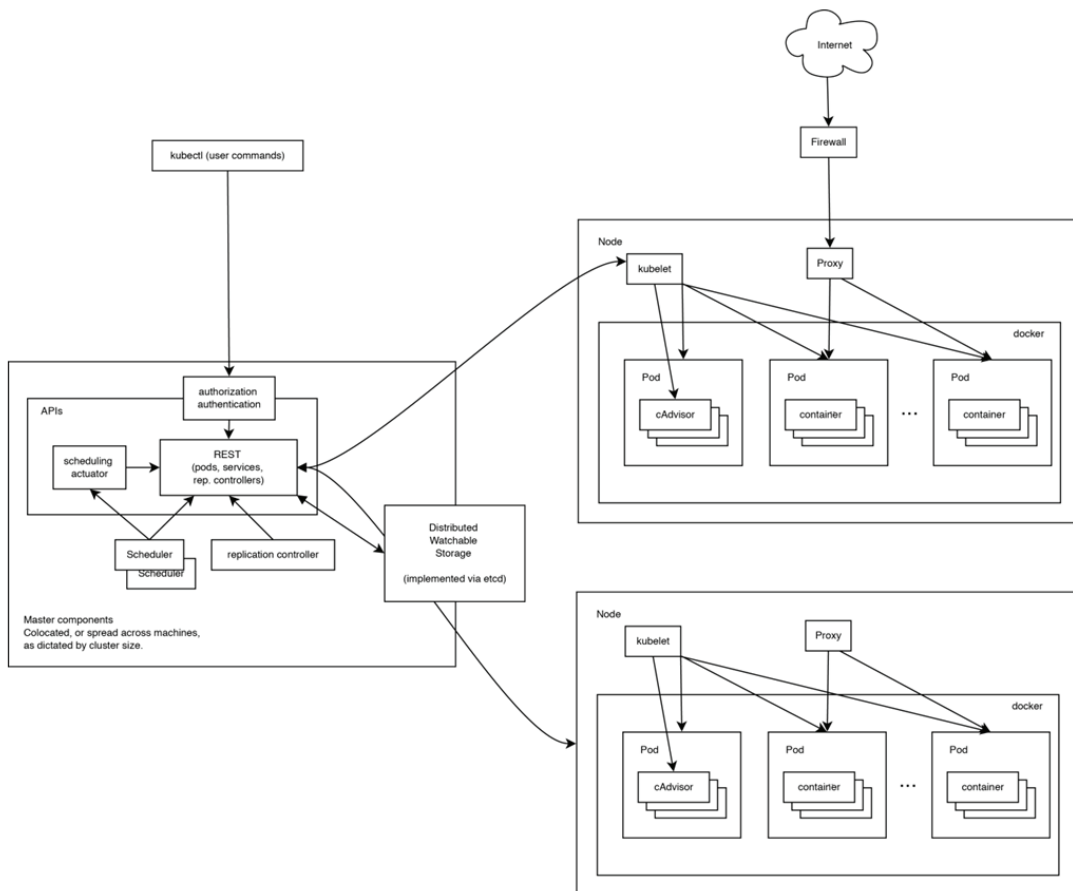 Internet
Firewall
kubectl (user commands)
Node
kubelet
Proxy
docker
Pod
cAdvisor
Pod
container
...
Pod
container
authorization
authentication
APIs
scheduling
actuator
REST
(pods, services,
rep. controllers)
Scheduler
Scheduler
replication controller
Distributed
Watchable
Storage
(implemented via etcd)
Master components
Colocated, or spread across machines,
as dictated by cluster size.
Node
kubelet
Proxy
docker
Pod
cAdvisor
Pod
container
...
Pod
container